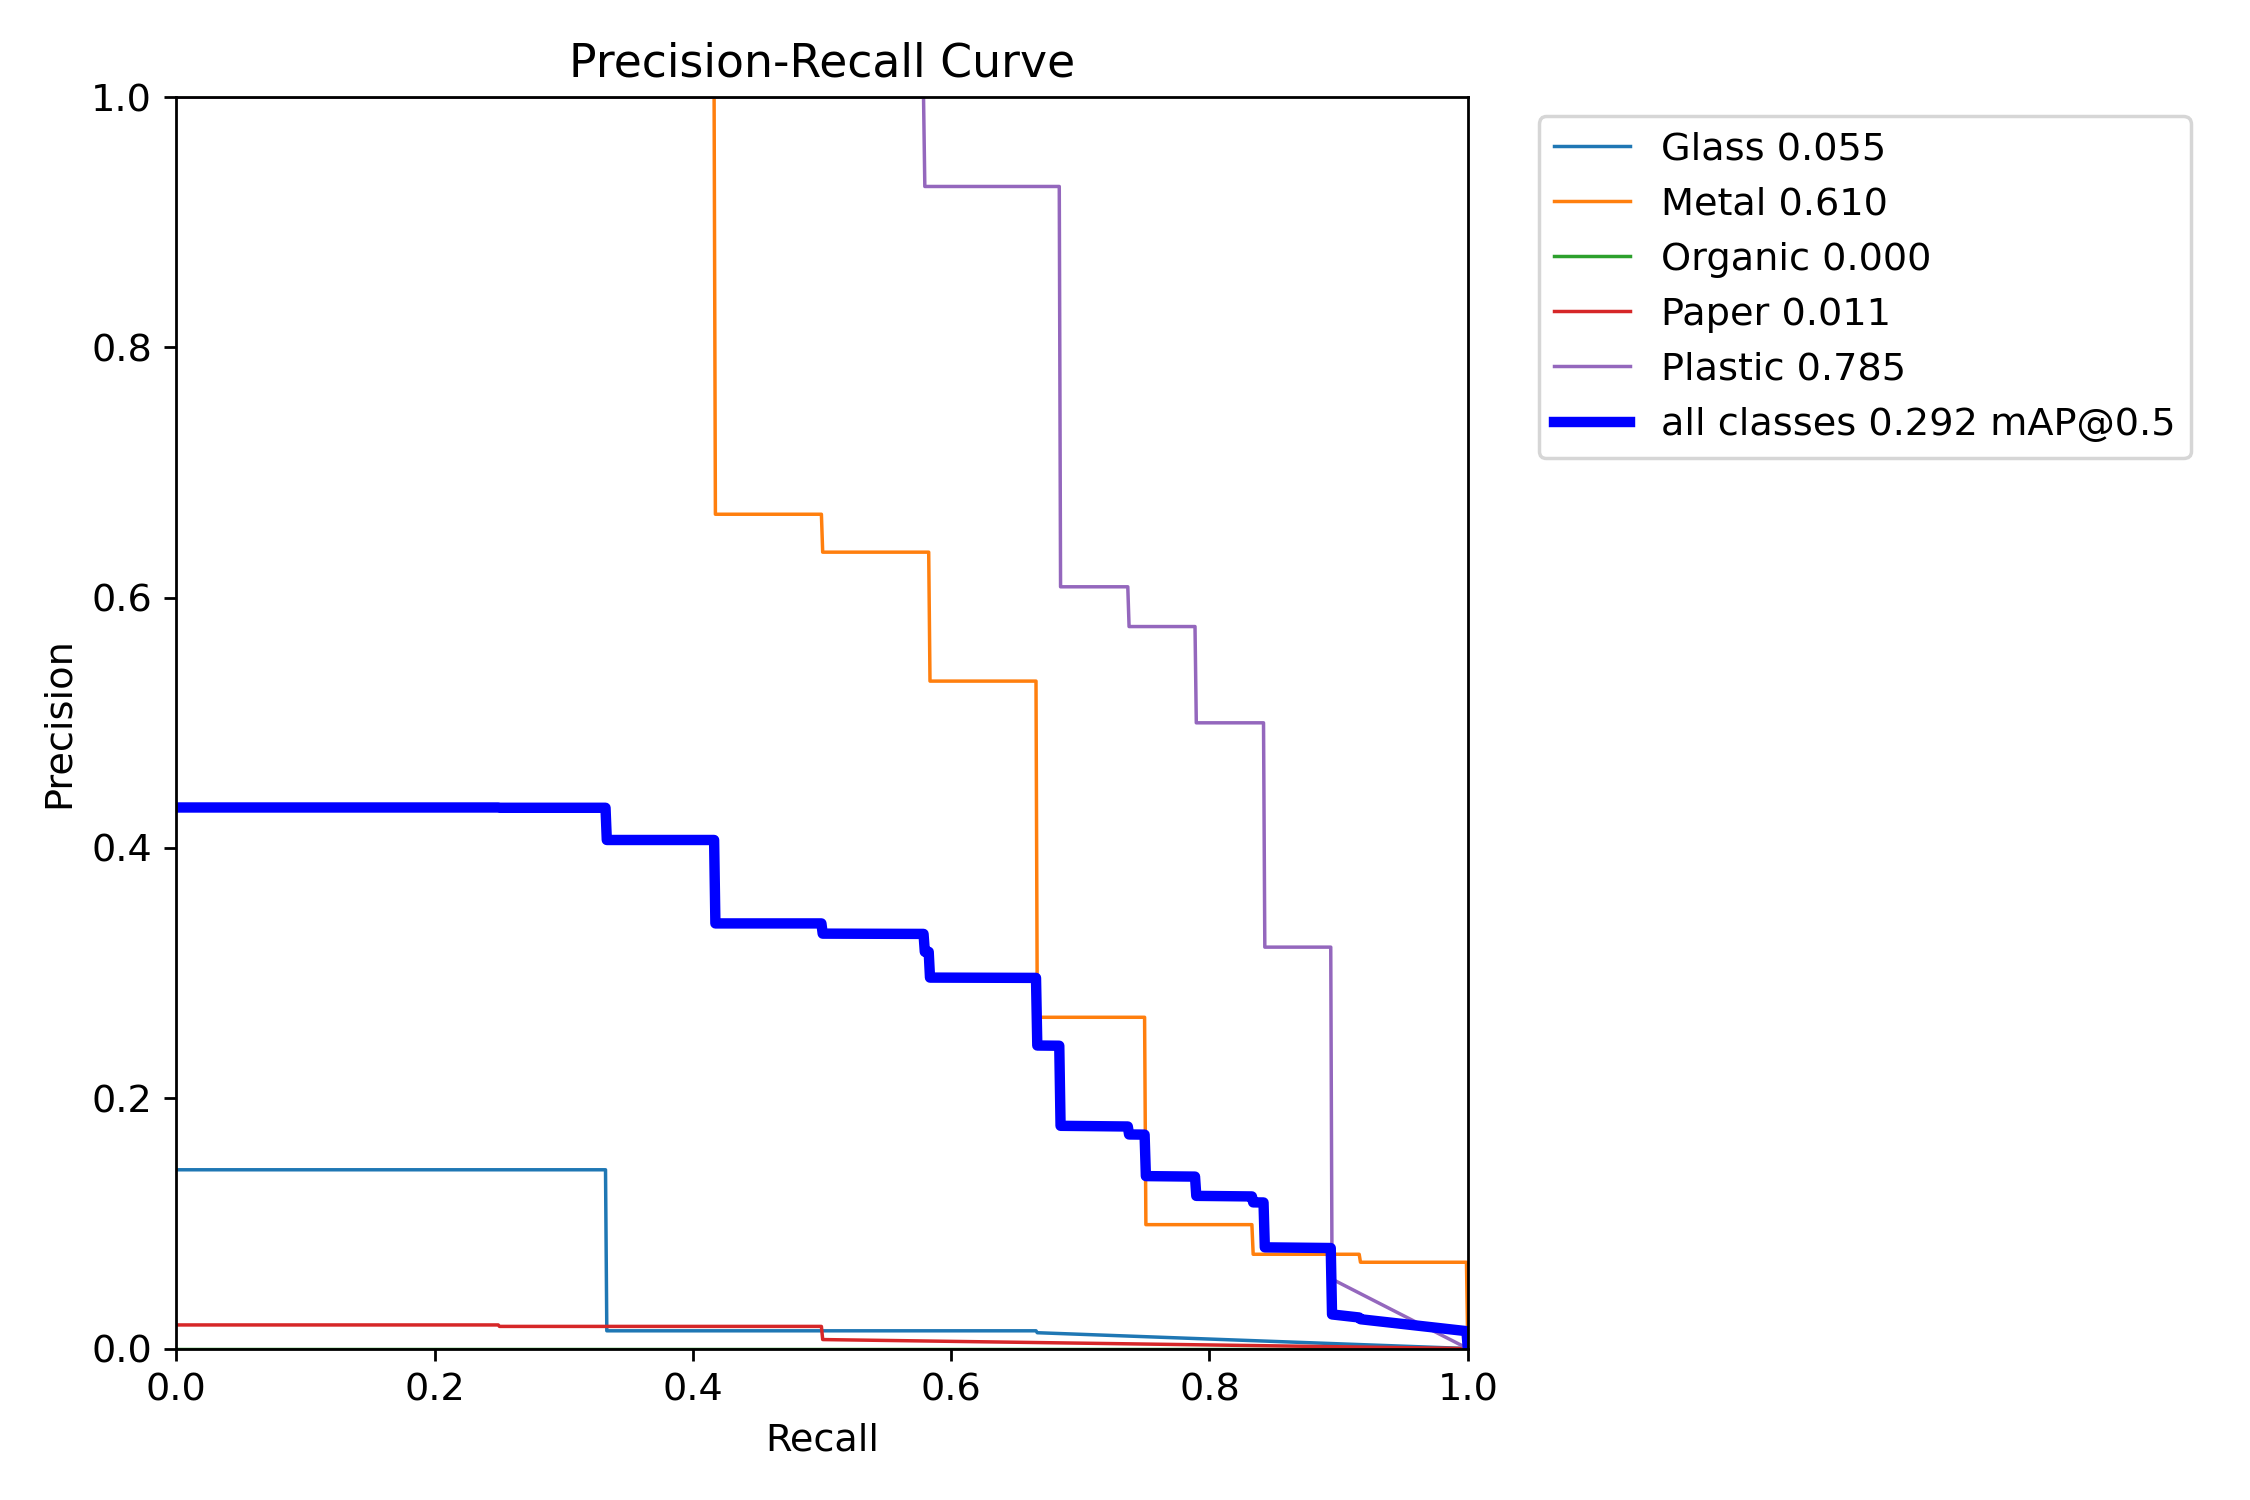 Precision-Recall Curve
1.0
0.8
0.6
0.4
0.2
0.0
Precision
0.0 0.2 0.4 0.6 0.8 1.0
Recall
Glass 0.055
Metal 0.610
Organic 0.000
Paper 0.011
Plastic 0.785
all classes 0.292 mAP@0.5